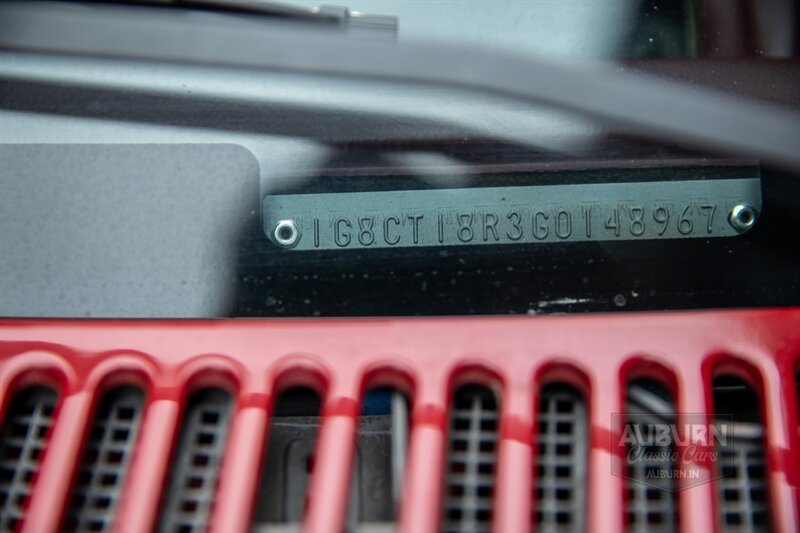 1G8CT18R3G0148967
AUBURN
Classic Cars
AUBURN.IN